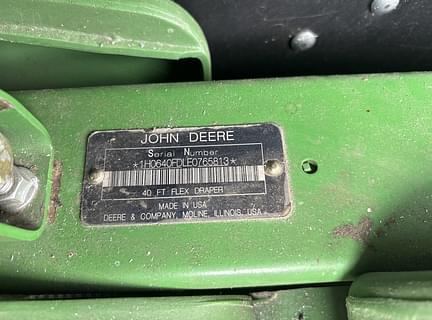 JOHN DEERE
Serial Number
*1H0640FDLE0765813*
40 FT FLEX DRAPER
MADE IN USA
DEERE & COMPANY, MOLINE, ILLINOIS, USA